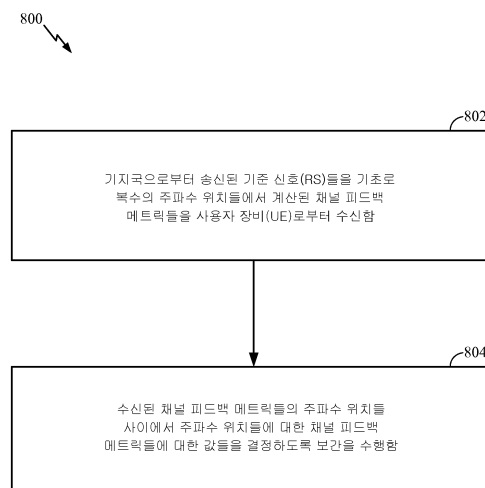 800
802
기지국으로부터 송신된 기준 신호(RS)들을 기초로
복수의 주파수 위치들에서 계산된 채널 피드백
메트릭들을 사용자 장비(UE)로부터 수신함
804
수신된 채널 피드백 메트릭들의 주파수 위치들
사이에서 주파수 위치들에 대한 채널 피드백
메트릭들에 대한 값들을 결정하도록 보간을 수행함